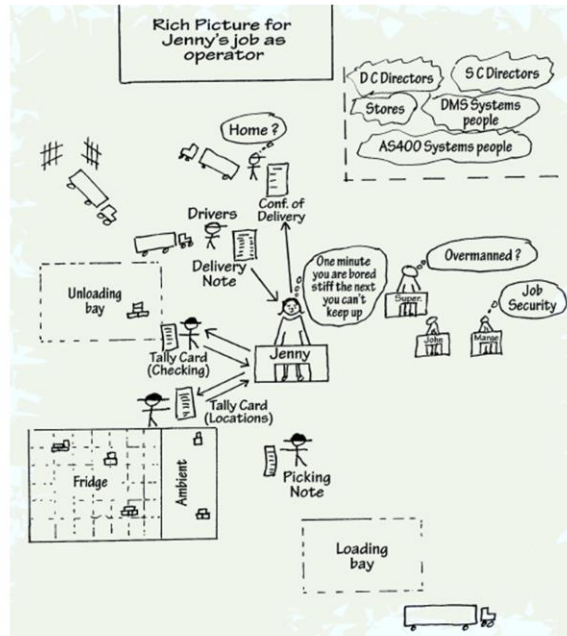 Rich Picture for
Jenny's job as
operator
D C Directors
S C Directors
Stores
DMS Systems
people
AS400 Systems people
Home ?
Conf. of
Delivery
Drivers
Delivery
Note
One minute
you are bored
stiff the next
you can't
keep up
Overmanned ?
Super.
Job
Security
John
Marge
Unloading
bay
Tally Card
(Checking)
Jenny
Tally Card
(Locations)
Fridge
Ambient
Picking
Note
Loading
bay